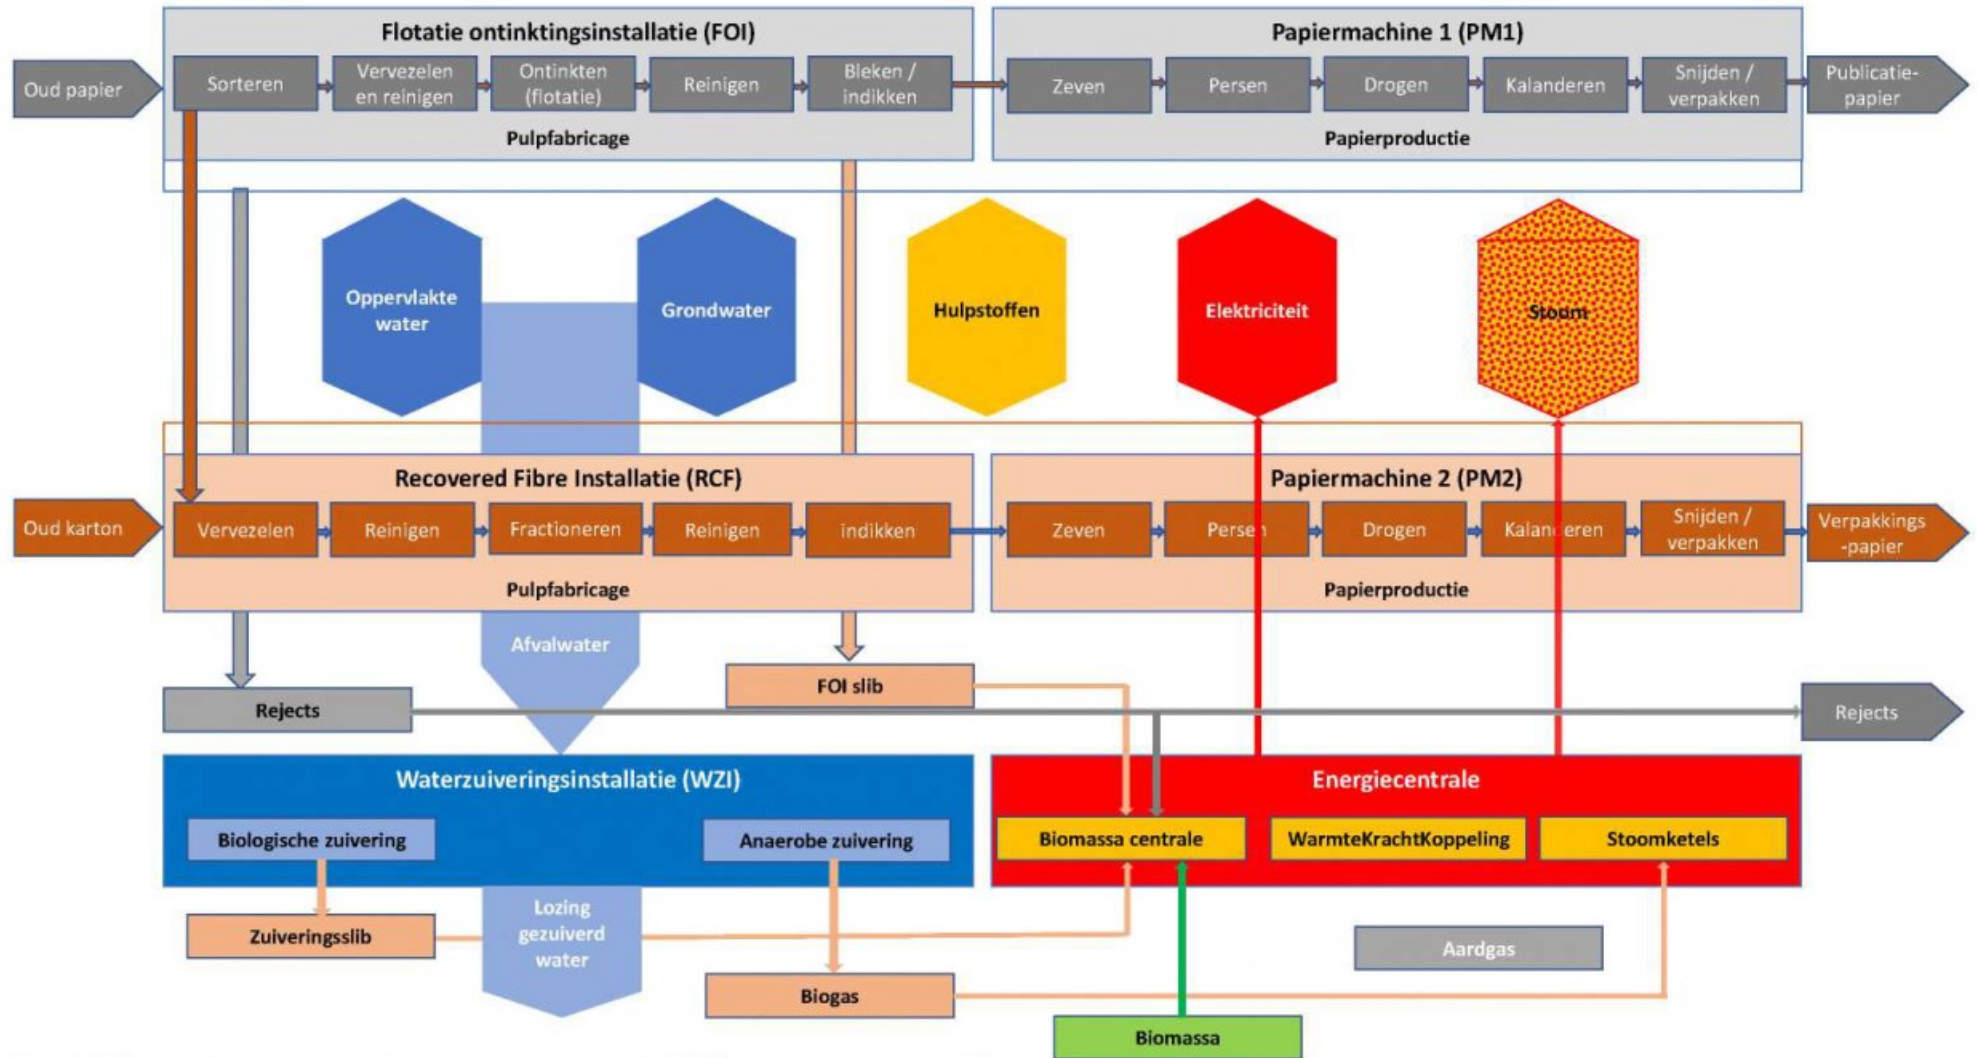 Flotatie ontinktingsinstallatie (FOI)
Papiermachine 1 (PM1)
Oud papier
Sorteren
Vervezelen
en reinigen
Ontinkten
(flotatie)
Reinigen
Bleken /
indikken
Zeven
Persen
Drogen
Kalanderen
Snijden /
verpakken
Publicatie-
papier
Pulpfabricage
Papierproductie
Oppervlakte
water
Grondwater
Hulpstoffen
Elektriciteit
Stoom
Recovered Fibre Installatie (RCF)
Papiermachine 2 (PM2)
Oud karton
Vervezelen
Reinigen
Fractioneren
Reinigen
indikken
Zeven
Persen
Drogen
Kalanderen
Snijden /
verpakken
Verpakkings
-papier
Pulpfabricage
Papierproductie
Afvalwater
FOI slib
Rejects
Rejects
Waterzuiveringsinstallatie (WZI)
Energiecentrale
Biologische zuivering
Anaerobe zuivering
Biomassa centrale
WarmteKrachtKoppeling
Stoomketels
Lozing
gezuiverd
water
Zuiveringsslib
Aardgas
Biogas
Biomassa